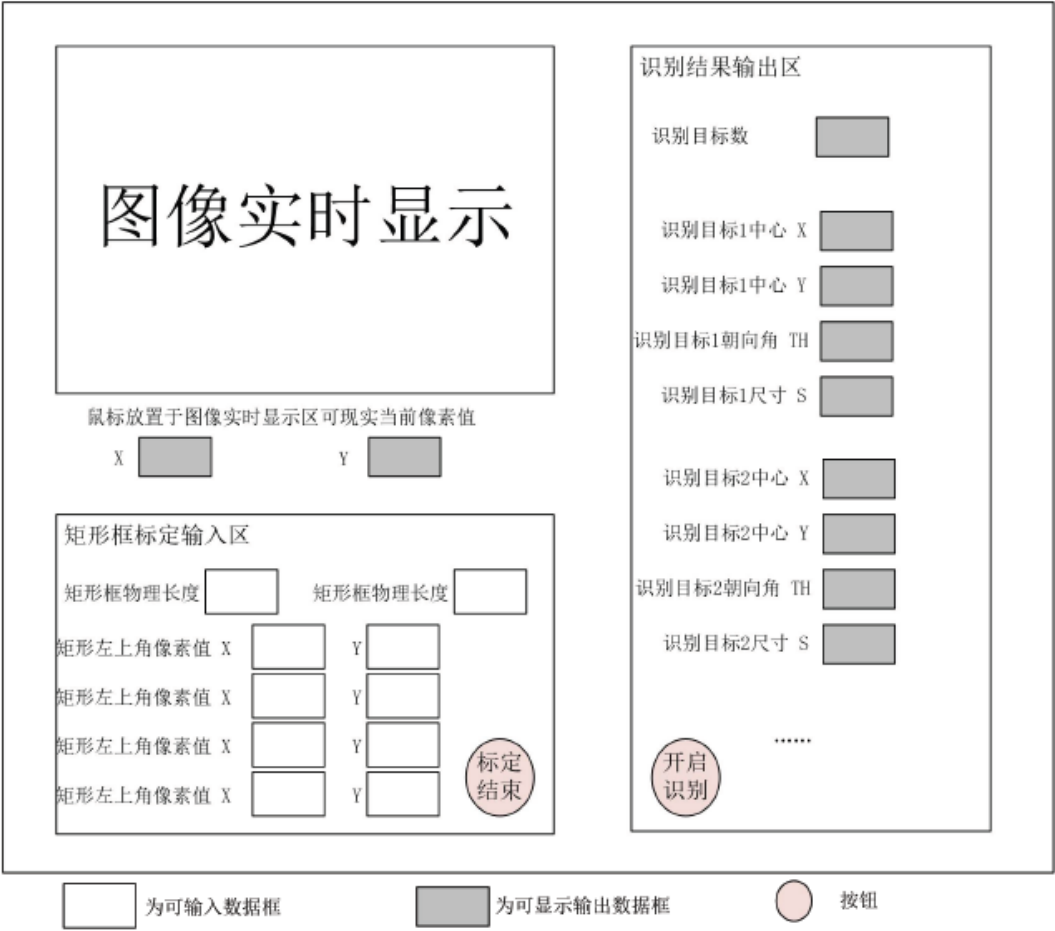 图像实时显示
鼠标放置于图像实时显示区可现实当前像素值
X Y
矩形框标定输入区
矩形框物理长度 矩形框物理长度
矩形左上角像素值 X Y
矩形左上角像素值 X Y
矩形左上角像素值 X Y
矩形左上角像素值 X Y
标定
结束
识别结果输出区
识别目标数
识别目标1中心 X
识别目标1中心 Y
识别目标1朝向角 TH
识别目标1尺寸 S
识别目标2中心 X
识别目标2中心 Y
识别目标2朝向角 TH
识别目标2尺寸 S
……
开启
识别
为可输入数据框 为可显示输出数据框 按钮